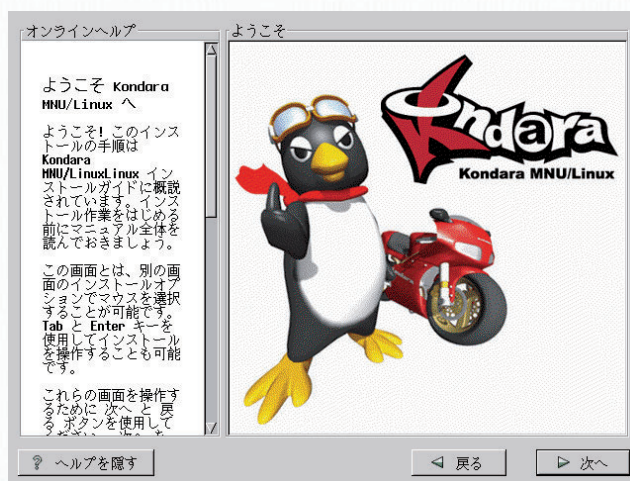 オンラインヘルプ
ようこそ Kondara
MNU/Linux へ
ようこそ! このインス
トールの手順は
Kondara
MNU/LinuxLinux イン
ストールガイドに概説
されています。インス
トール作業をはじめる
前にマニュアル全体を
読んでおきましょう。
この画面とは、別の画
面のインストールオプ
ションでマウスを選択
することが可能です。
Tab と Enter キーを
使用してインストール
を操作することも可能
です。
これらの画面を操作す
るために 次へ と 戻
る ボタンを使用して
ようこそ
Kondara
Kondara MNU/Linux
? ヘルプを隠す
戻る
次へ